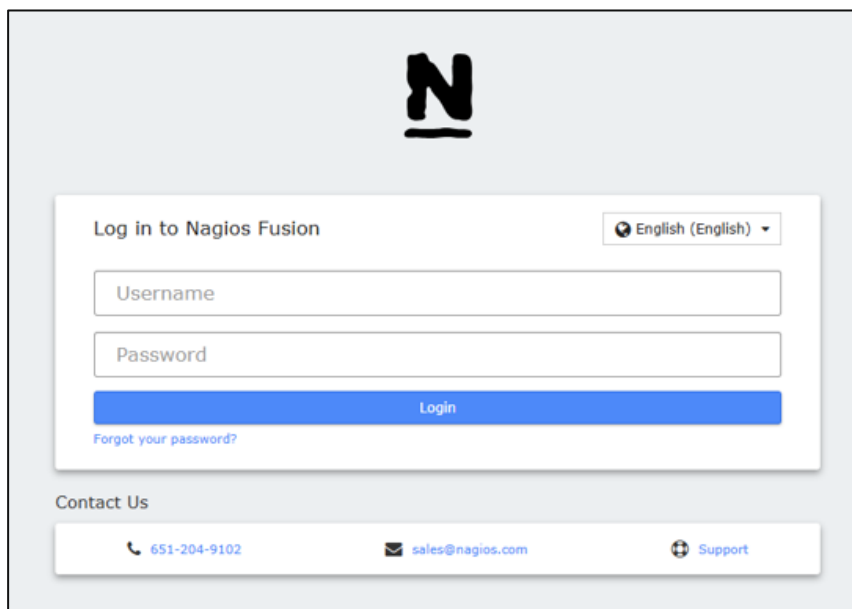 N
Log in to Nagios Fusion English (English)
Username
Password
Login
Forgot your password?
Contact Us
651-204-9102 sales@nagios.com Support